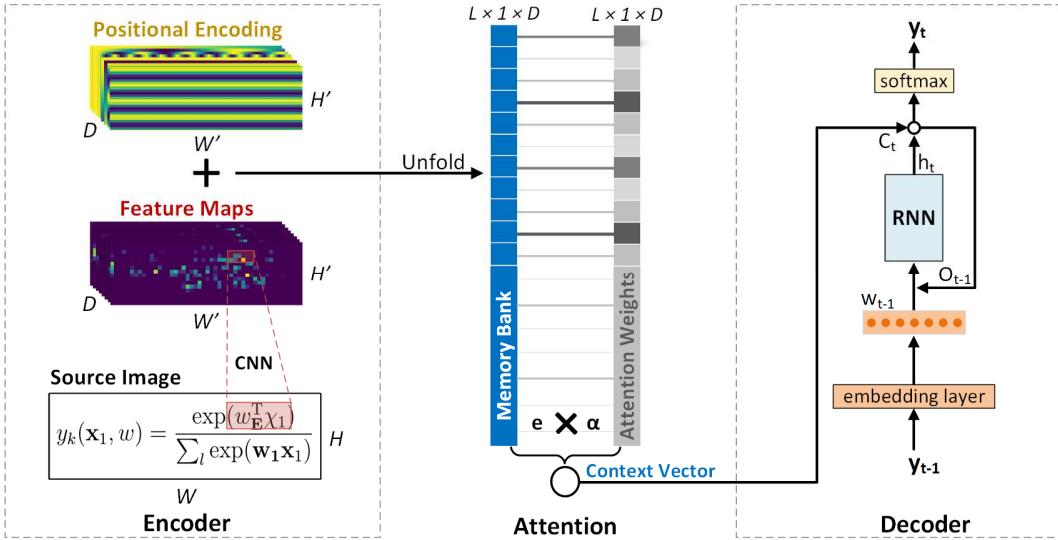 Positional Encoding
H'
D
W'
+
Feature Maps
H'
D
W'
CNN
Source Image
y_k(x_1, w) = exp(w_E^T χ_1) / ∑_l exp(w_1 x_1)
H
W
Encoder
Unfold
L × 1 × D
L × 1 × D
Memory Bank
Attention Weights
e × α
Context Vector
Attention
y_t
softmax
C_t
h_t
RNN
O_t-1
w_t-1
embedding layer
y_t-1
Decoder